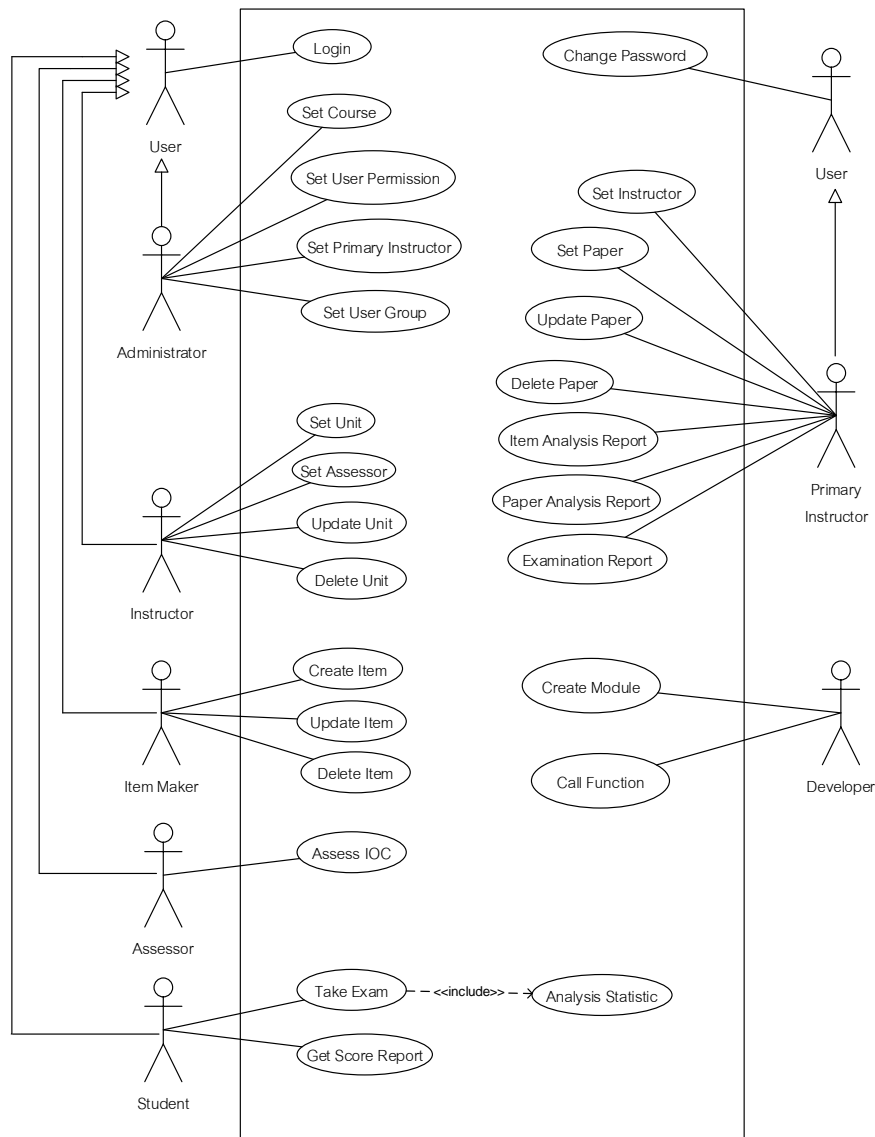 Login
Change Password
User
User
Set Course
Set User Permission
Set Primary Instructor
Set User Group
Administrator
Set Instructor
Set Paper
Update Paper
Delete Paper
Item Analysis Report
Paper Analysis Report
Examination Report
Primary
Instructor
Set Unit
Set Assessor
Update Unit
Delete Unit
Instructor
Create Item
Update Item
Delete Item
Item Maker
Create Module
Call Function
Developer
Assess IOC
Assessor
Take Exam
<<include>>
Analysis Statistic
Get Score Report
Student